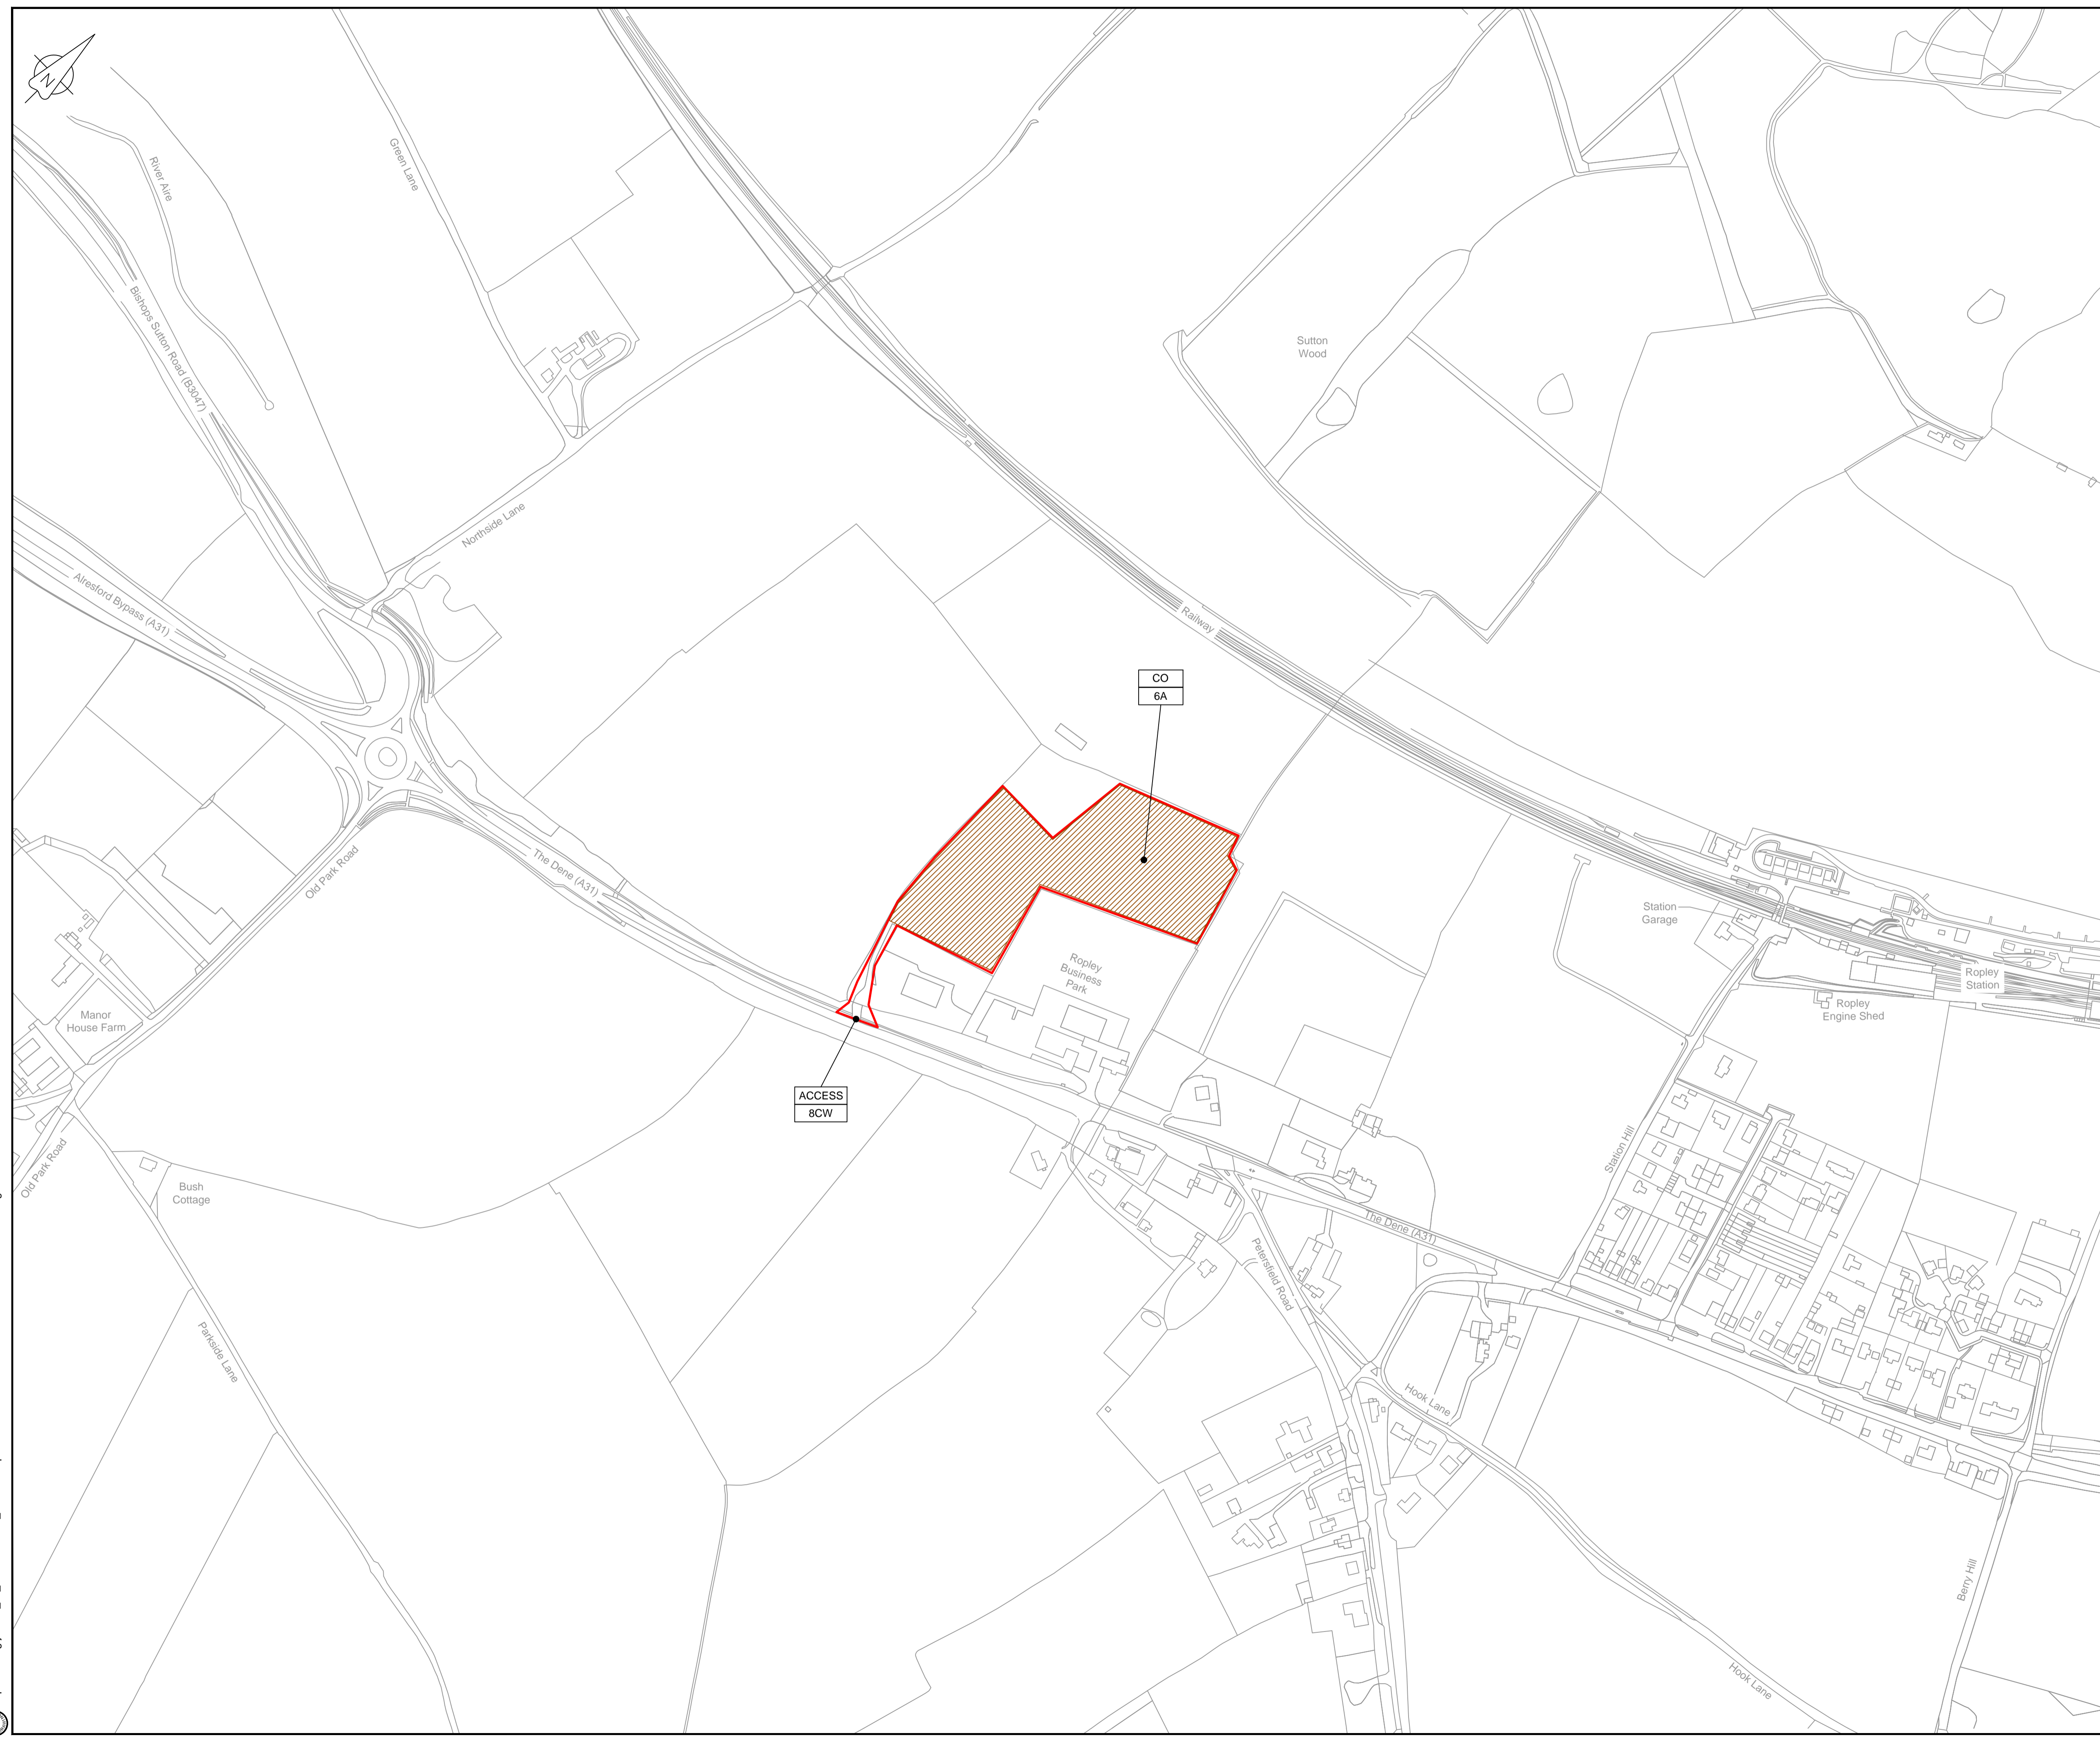 N
River Aire
Green Lane
Bishops Sutton Road (B3047)
Sutton
Wood
Northside Lane
Alresford Bypass (A31)
Railway
CO
6A
Old Park Road
The Dene (A31)
Station
Garage
Ropley
Business
Park
Ropley
Station
Manor
House Farm
Ropley
Engine Shed
ACCESS
8CW
Old Park Road
Bush
Cottage
Station Hill
The Dene (A31)
Petersfield Road
Parkside Lane
Hook Lane
Berry Hill
Hook Lane